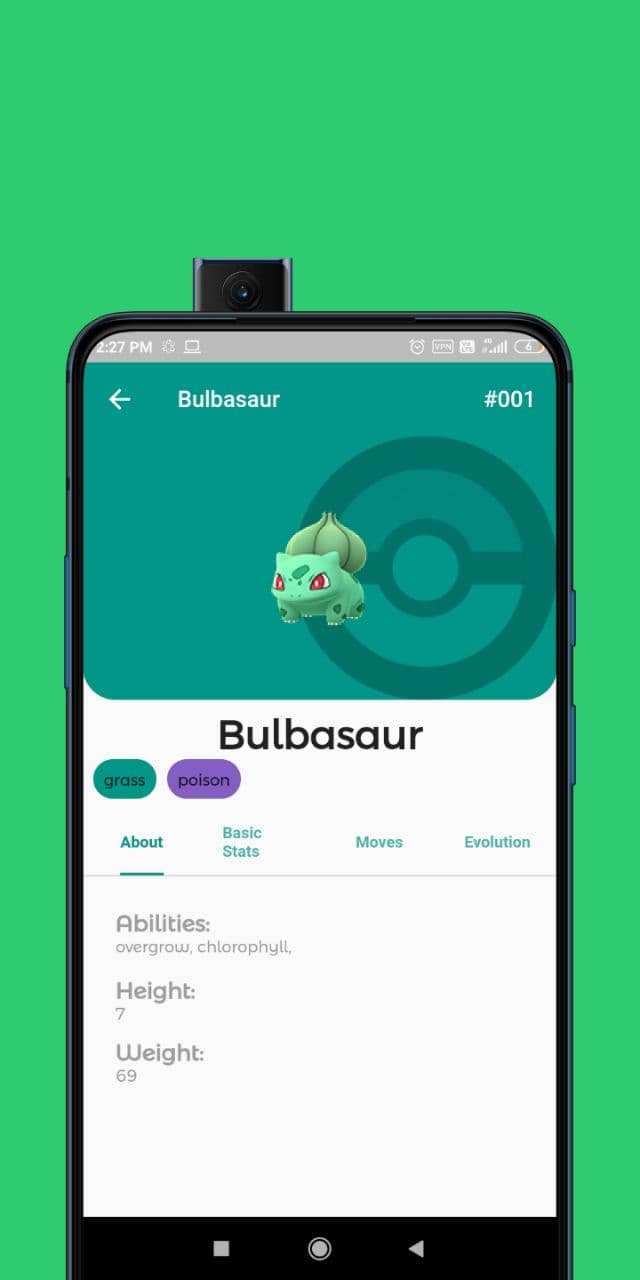 2:27 PM VPN 4G 6
Bulbasaur #001
Bulbasaur
grass poison
About Basic Stats Moves Evolution
Abilities:
overgrow, chlorophyll,
Height:
7
Weight:
69